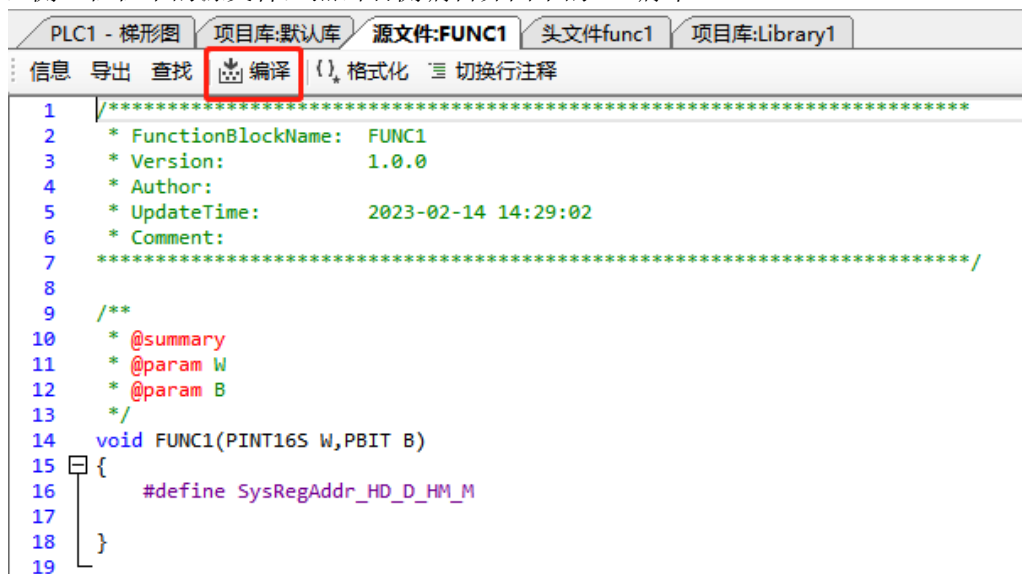 PLC1 - 梯形图 项目库:默认库 源文件:FUNC1 头文件func1 项目库:Library1
信息 导出 查找 编译 {} 格式化 切换行注释
1 /*************************************************************************
2 * FunctionBlockName: FUNC1
3 * Version: 1.0.0
4 * Author:
5 * UpdateTime: 2023-02-14 14:29:02
6 * Comment:
7 **************************************************************************/
8
9 /**
10 * @summary
11 * @param W
12 * @param B
13 */
14 void FUNC1(PINT16S W,PBIT B)
15 {
16 #define SysRegAddr_HD_D_HM_M
17
18 }
19